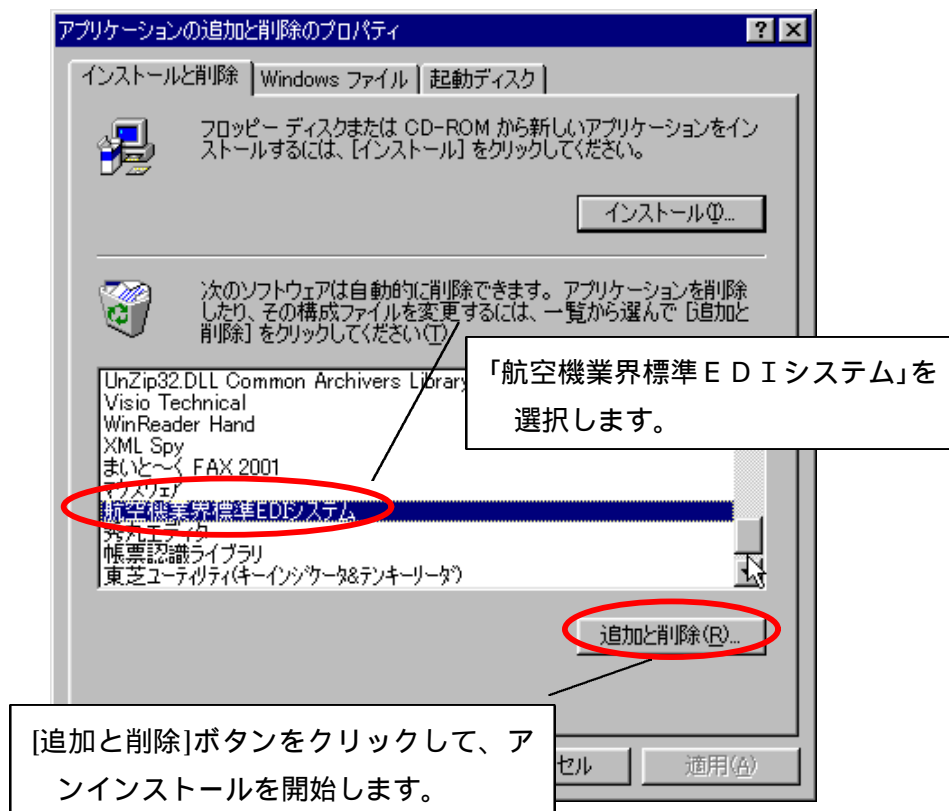 アプリケーションの追加と削除のプロパティ
インストールと削除 Windows ファイル 起動ディスク
フロッピー ディスクまたは CD-ROM から新しいアプリケーションをイン
ストールするには、[インストール] をクリックしてください。
インストール(I)...
次のソフトウェアは自動的に削除できます。アプリケーションを削除
したり、その構成ファイルを変更するには、一覧から選んで [追加と
削除] をクリックしてください(T)
「航空機業界標準ＥＤＩシステム」を
選択します。
UnZip32.DLL Common Archivers Library
Visio Technical
WinReader Hand
XML Spy
まいと～く FAX 2001
マウスウェア
航空機業界標準EDIシステム
秀丸エディタ
帳票認識ライブラリ
東芝ユーティリティ(キーインジケータ&テンキーリーダ)
追加と削除(R)...
[追加と削除]ボタンをクリックして、ア
ンインストールを開始します。
セル 適用(A)